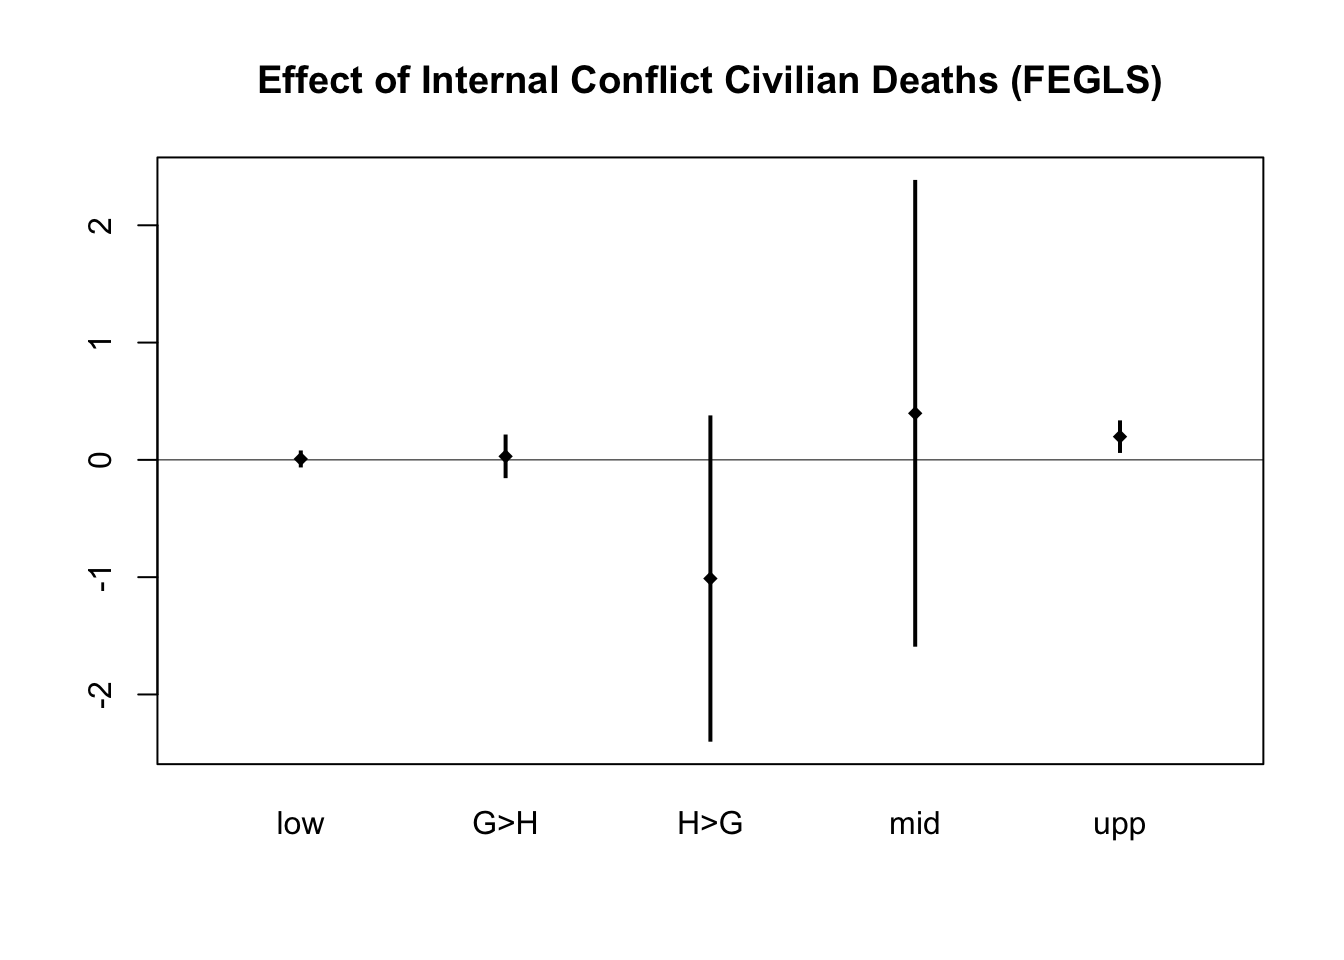 Effect of Internal Conflict Civilian Deaths (FEGLS)
2
1
0
-1
-2
low G>H H>G mid upp